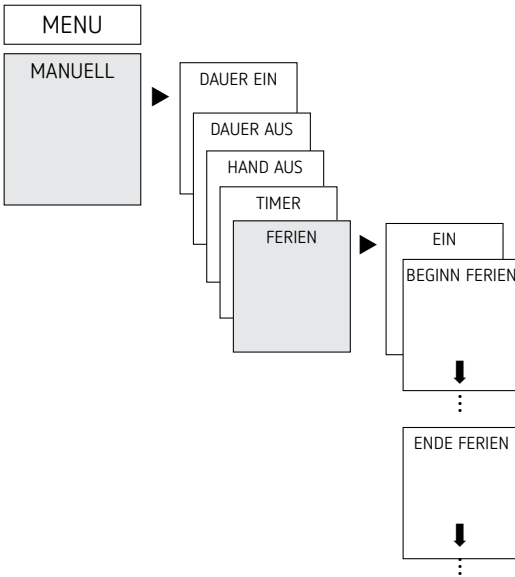 MENU
MANUELL
DAUER EIN
DAUER AUS
HAND AUS
TIMER
FERIEN
EIN
BEGINN FERIEN
ENDE FERIEN